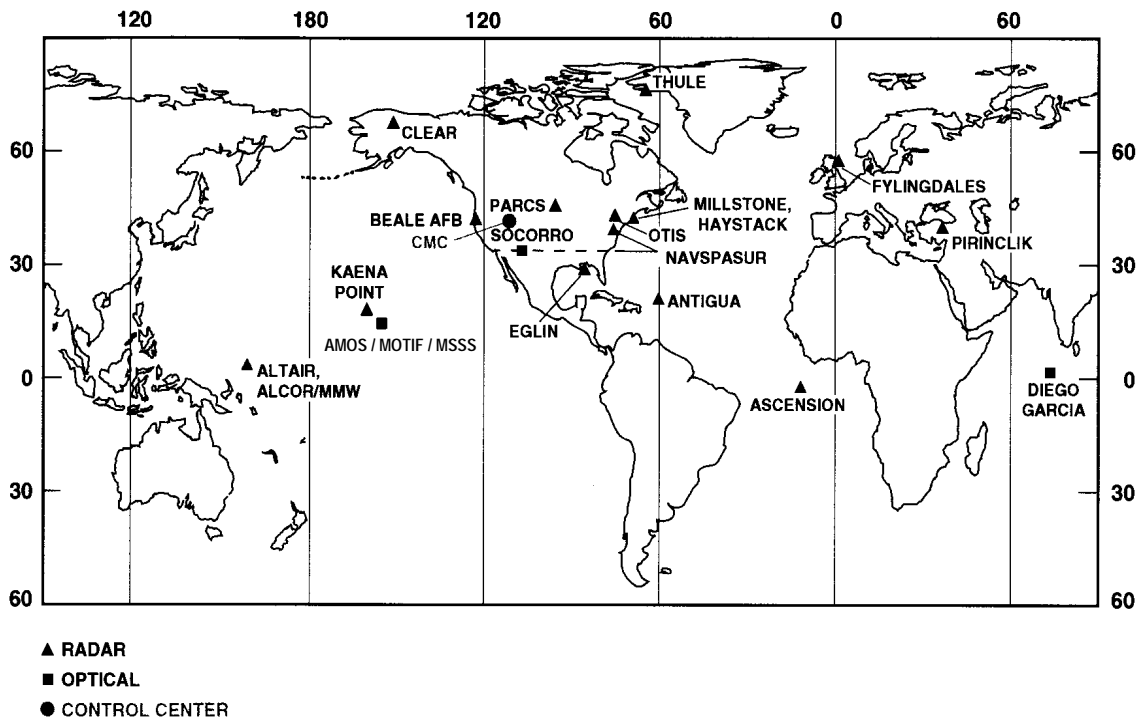 120 180 120 60 0 60
THULE
CLEAR
60 60
FYLINGDALES
PARCS
MILLSTONE,
HAYSTACK
BEALE AFB
CMC
SOCORRO
OTIS
PIRINCLIK
NAVSPASUR
30 30
KAENA
POINT
ANTIGUA
EGLIN
AMOS / MOTIF / MSSS
ALTAIR,
ALCOR/MMW
0 0
DIEGO
GARCIA
ASCENSION
30 30
60 60
RADAR
OPTICAL
CONTROL CENTER